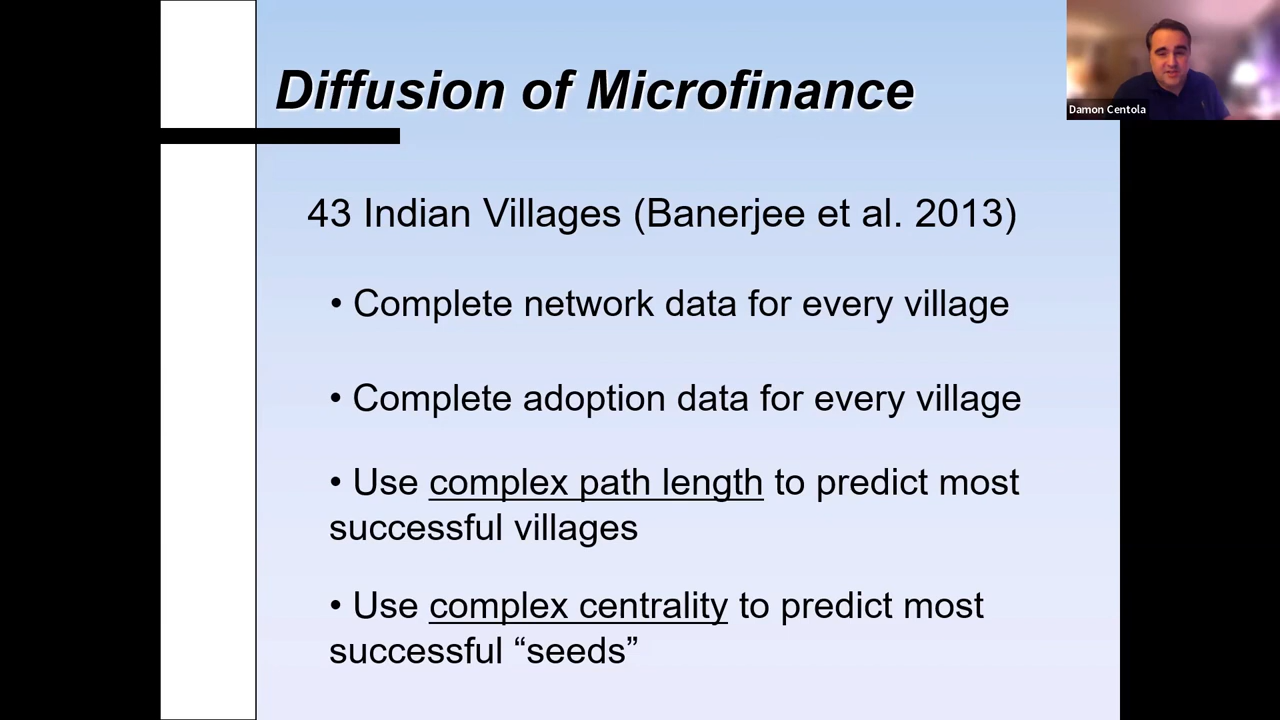 Diffusion of Microfinance
Damon Centola
43 Indian Villages (Banerjee et al. 2013)
• Complete network data for every village
• Complete adoption data for every village
• Use complex path length to predict most
successful villages
• Use complex centrality to predict most
successful “seeds”